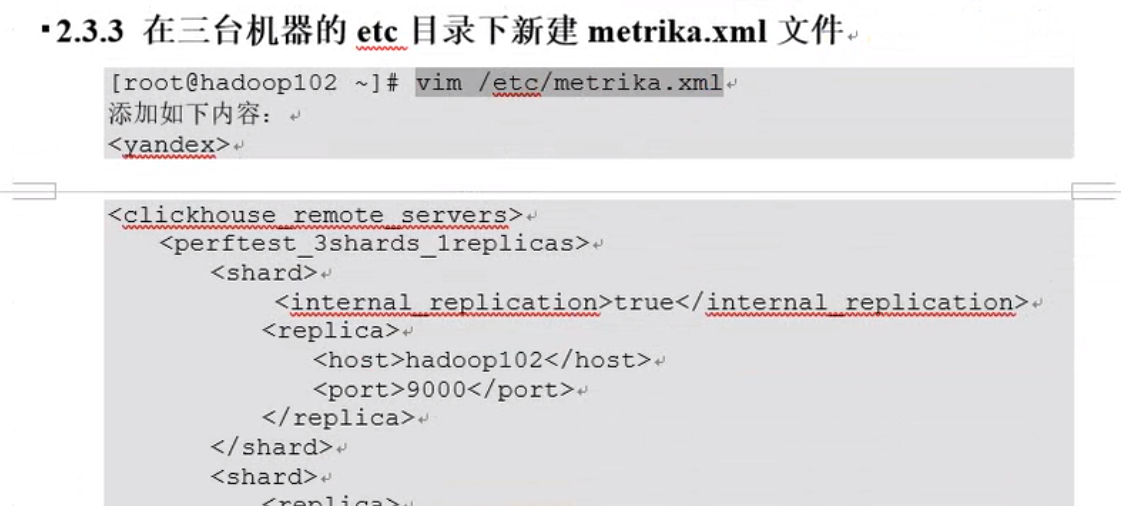 ▪2.3.3 在三台机器的 etc 目录下新建 metrika.xml 文件
[root@hadoop102 ~]# vim /etc/metrika.xml
添加如下内容：
<yandex>
<clickhouse_remote_servers>
<perftest_3shards_1replicas>
<shard>
<internal_replication>true</internal_replication>
<replica>
<host>hadoop102</host>
<port>9000</port>
</replica>
</shard>
<shard>
<replica>